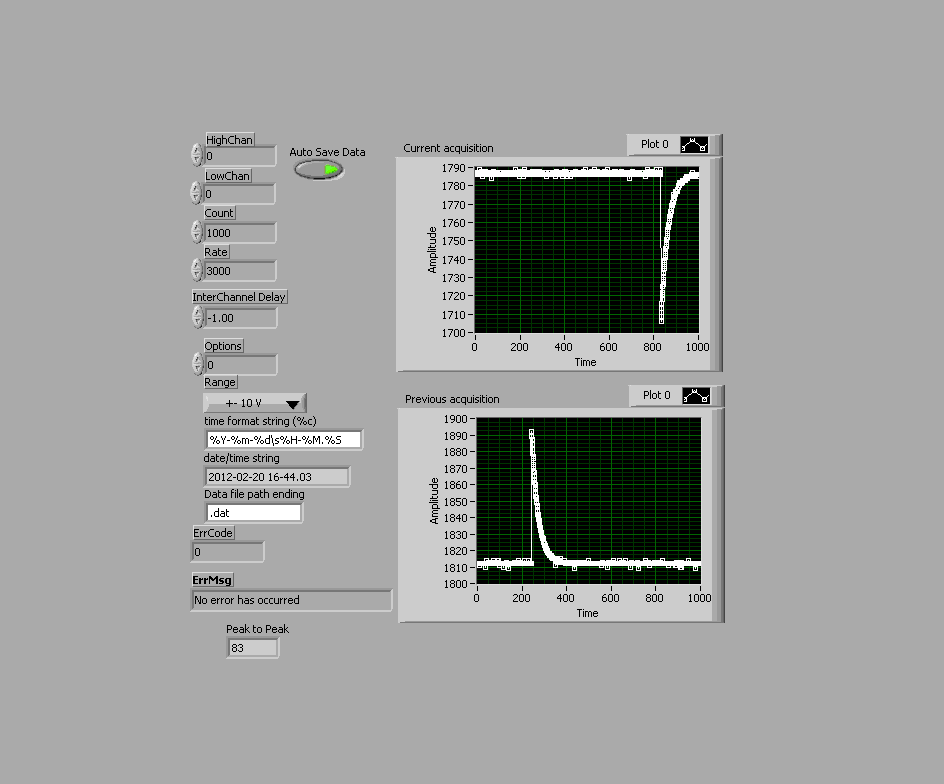 HighChan
0
Auto Save Data
LowChan
0
Count
1000
Rate
3000
InterChannel Delay
-1.00
Options
0
Range
+- 10 V
time format string (%c)
%Y-%m-%d\s%H-%M.%S
date/time string
2012-02-20 16-44.03
Data file path ending
.dat
ErrCode
0
ErrMsg
No error has occurred
Peak to Peak
83
Current acquisition
Plot 0
Amplitude
1790
1780
1770
1760
1750
1740
1730
1720
1710
1700
0 200 400 600 800 1000
Time
Previous acquisition
Plot 0
Amplitude
1900
1890
1880
1870
1860
1850
1840
1830
1820
1810
1800
0 200 400 600 800 1000
Time